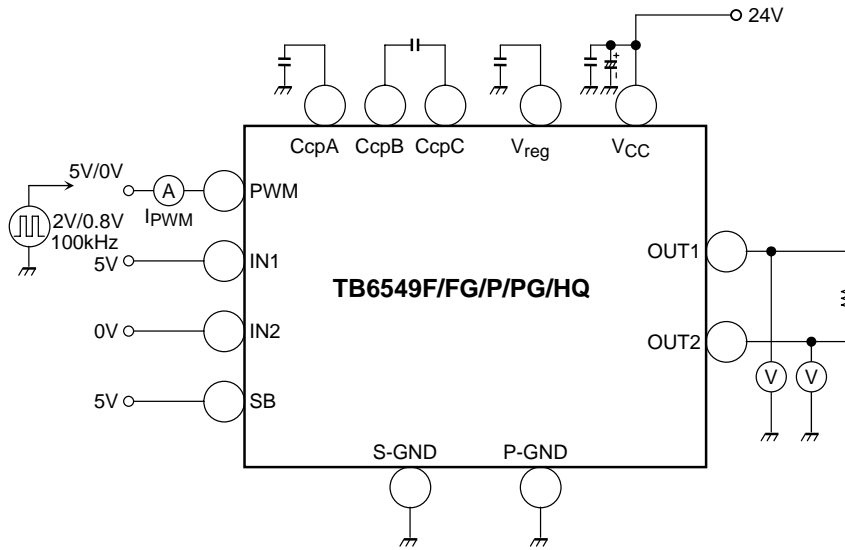 24V
+
−
CcpA
CcpB
CcpC
Vreg
VCC
5V/0V
A
PWM
IPWM
2V/0.8V
100kHz
5V
IN1
OUT1
TB6549F/FG/P/PG/HQ
0V
IN2
OUT2
V
V
5V
SB
S-GND
P-GND